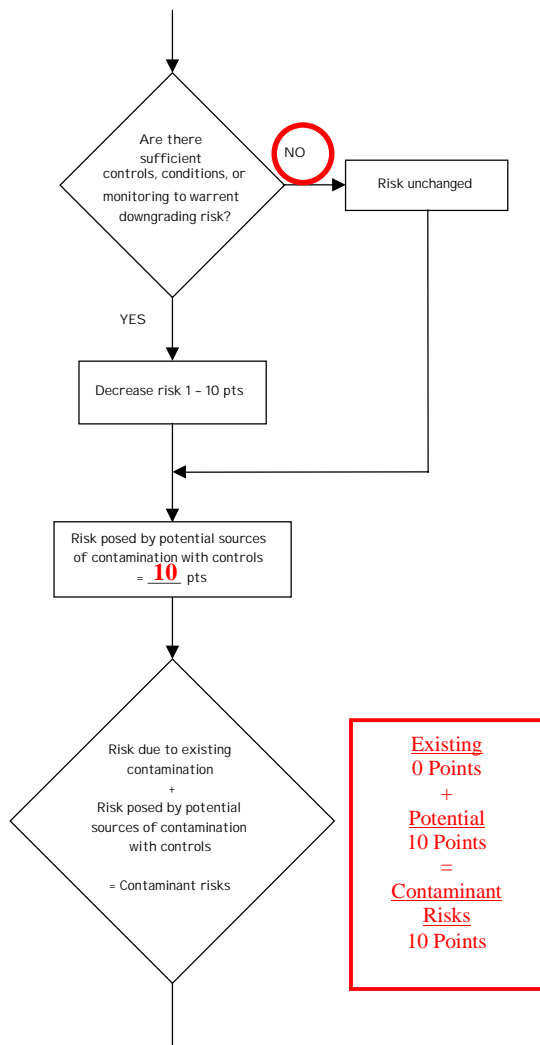 Are there
sufficient
controls, conditions, or
monitoring to warrent
downgrading risk?
NO
Risk unchanged
YES
Decrease risk 1 – 10 pts
Risk posed by potential sources
of contamination with controls
= 10 pts
Risk due to existing
contamination
+
Risk posed by potential
sources of contamination
with controls
= Contaminant risks
Existing
0 Points
+
Potential
10 Points
=
Contaminant
Risks
10 Points